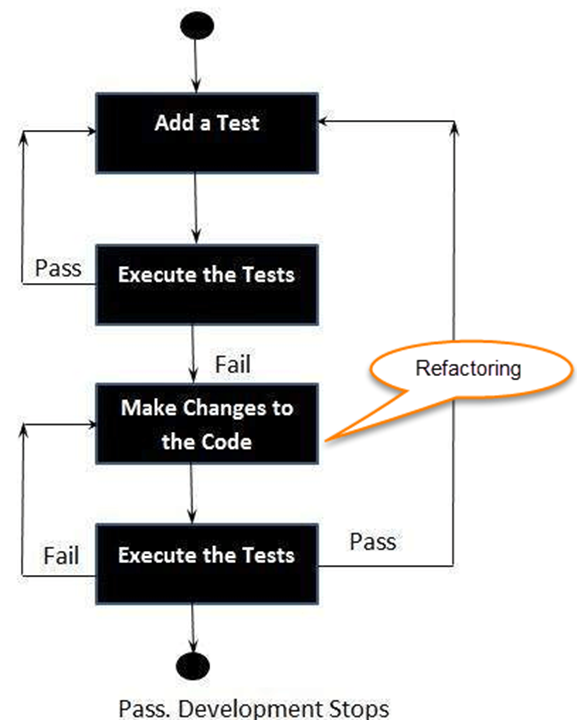 Add a Test
Pass
Execute the Tests
Fail
Refactoring
Make Changes to
the Code
Fail
Execute the Tests
Pass
Pass. Development Stops